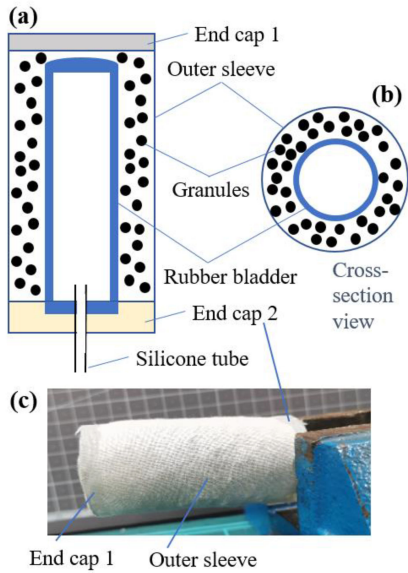 (a)
End cap 1
Outer sleeve
(b)
Granules
Rubber bladder
Cross-
section
view
End cap 2
Silicone tube
(c)
End cap 1
Outer sleeve